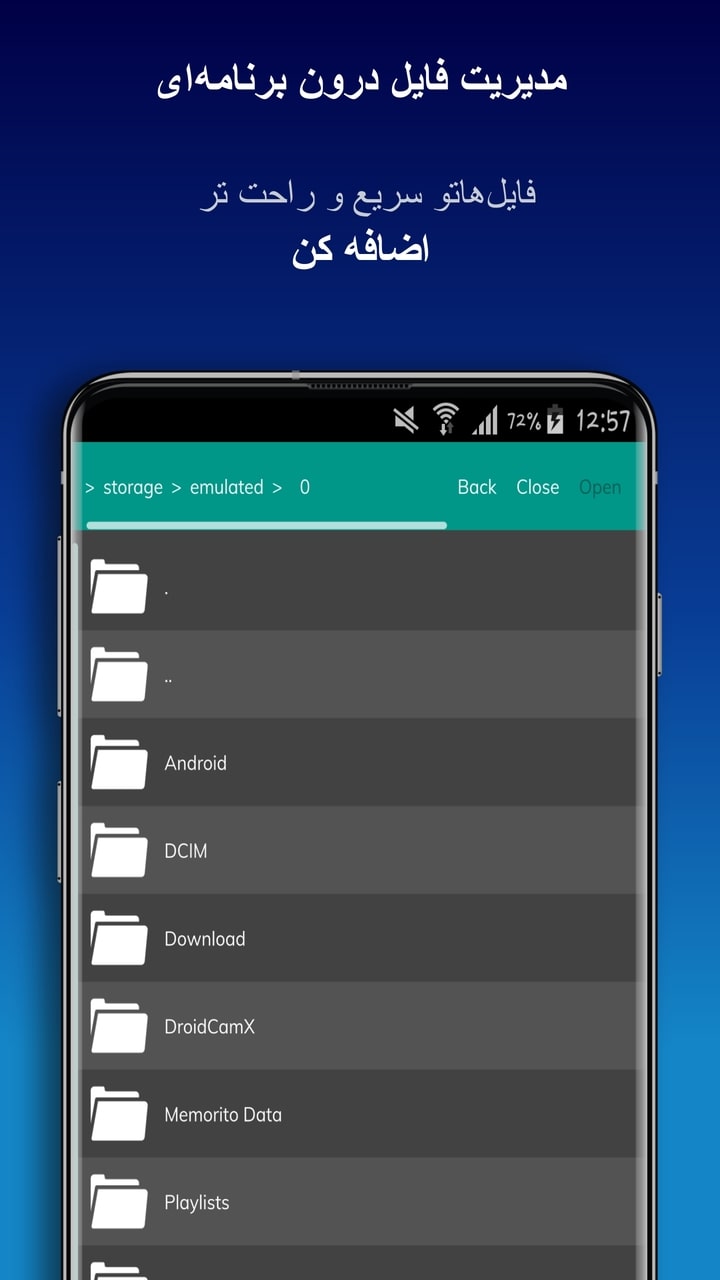 مدیریت فایل درون برنامه‌ای
فایل‌هاتو سریع و راحت تر
اضافه کن
72% 12:57
> storage > emulated > 0 Back Close Open
.
..
Android
DCIM
Download
DroidCamX
Memorito Data
Playlists